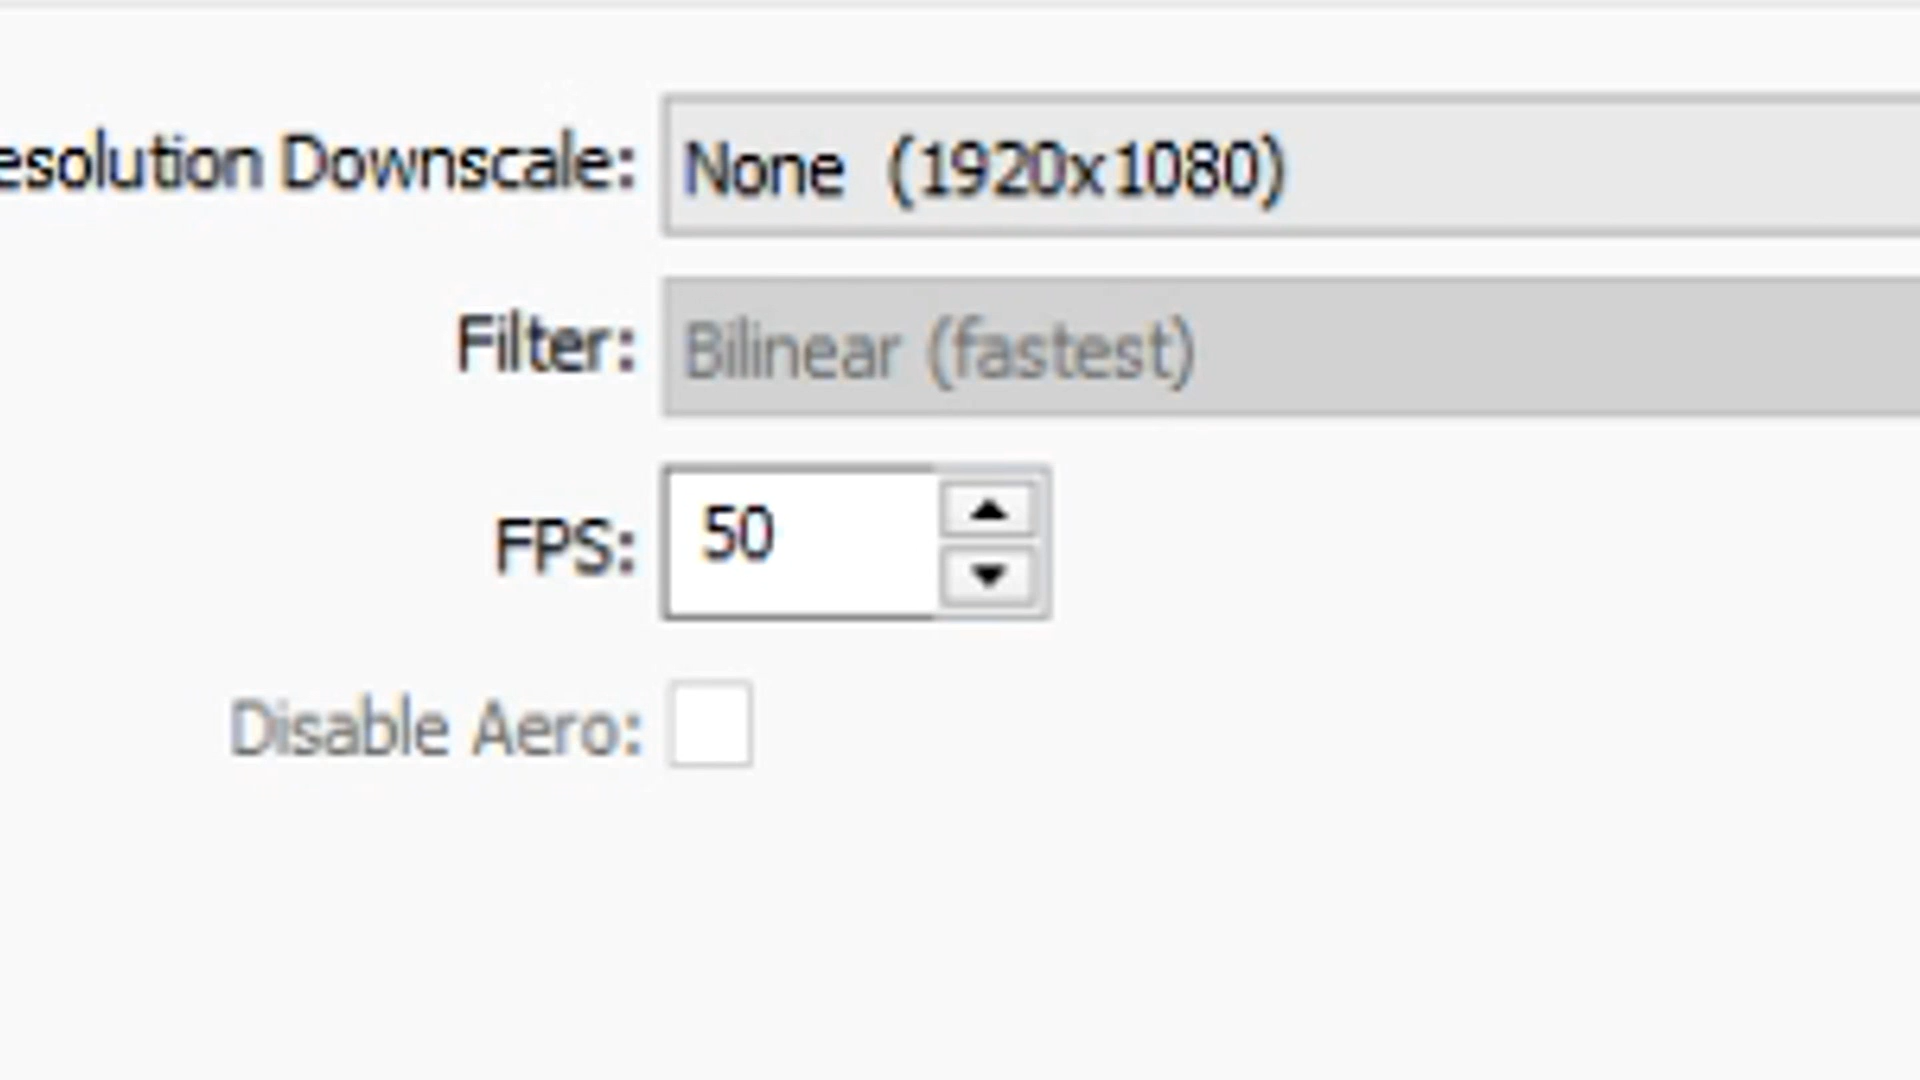 esolution Downscale: None (1920x1080)
Filter: Bilinear (fastest)
FPS: 50
Disable Aero: